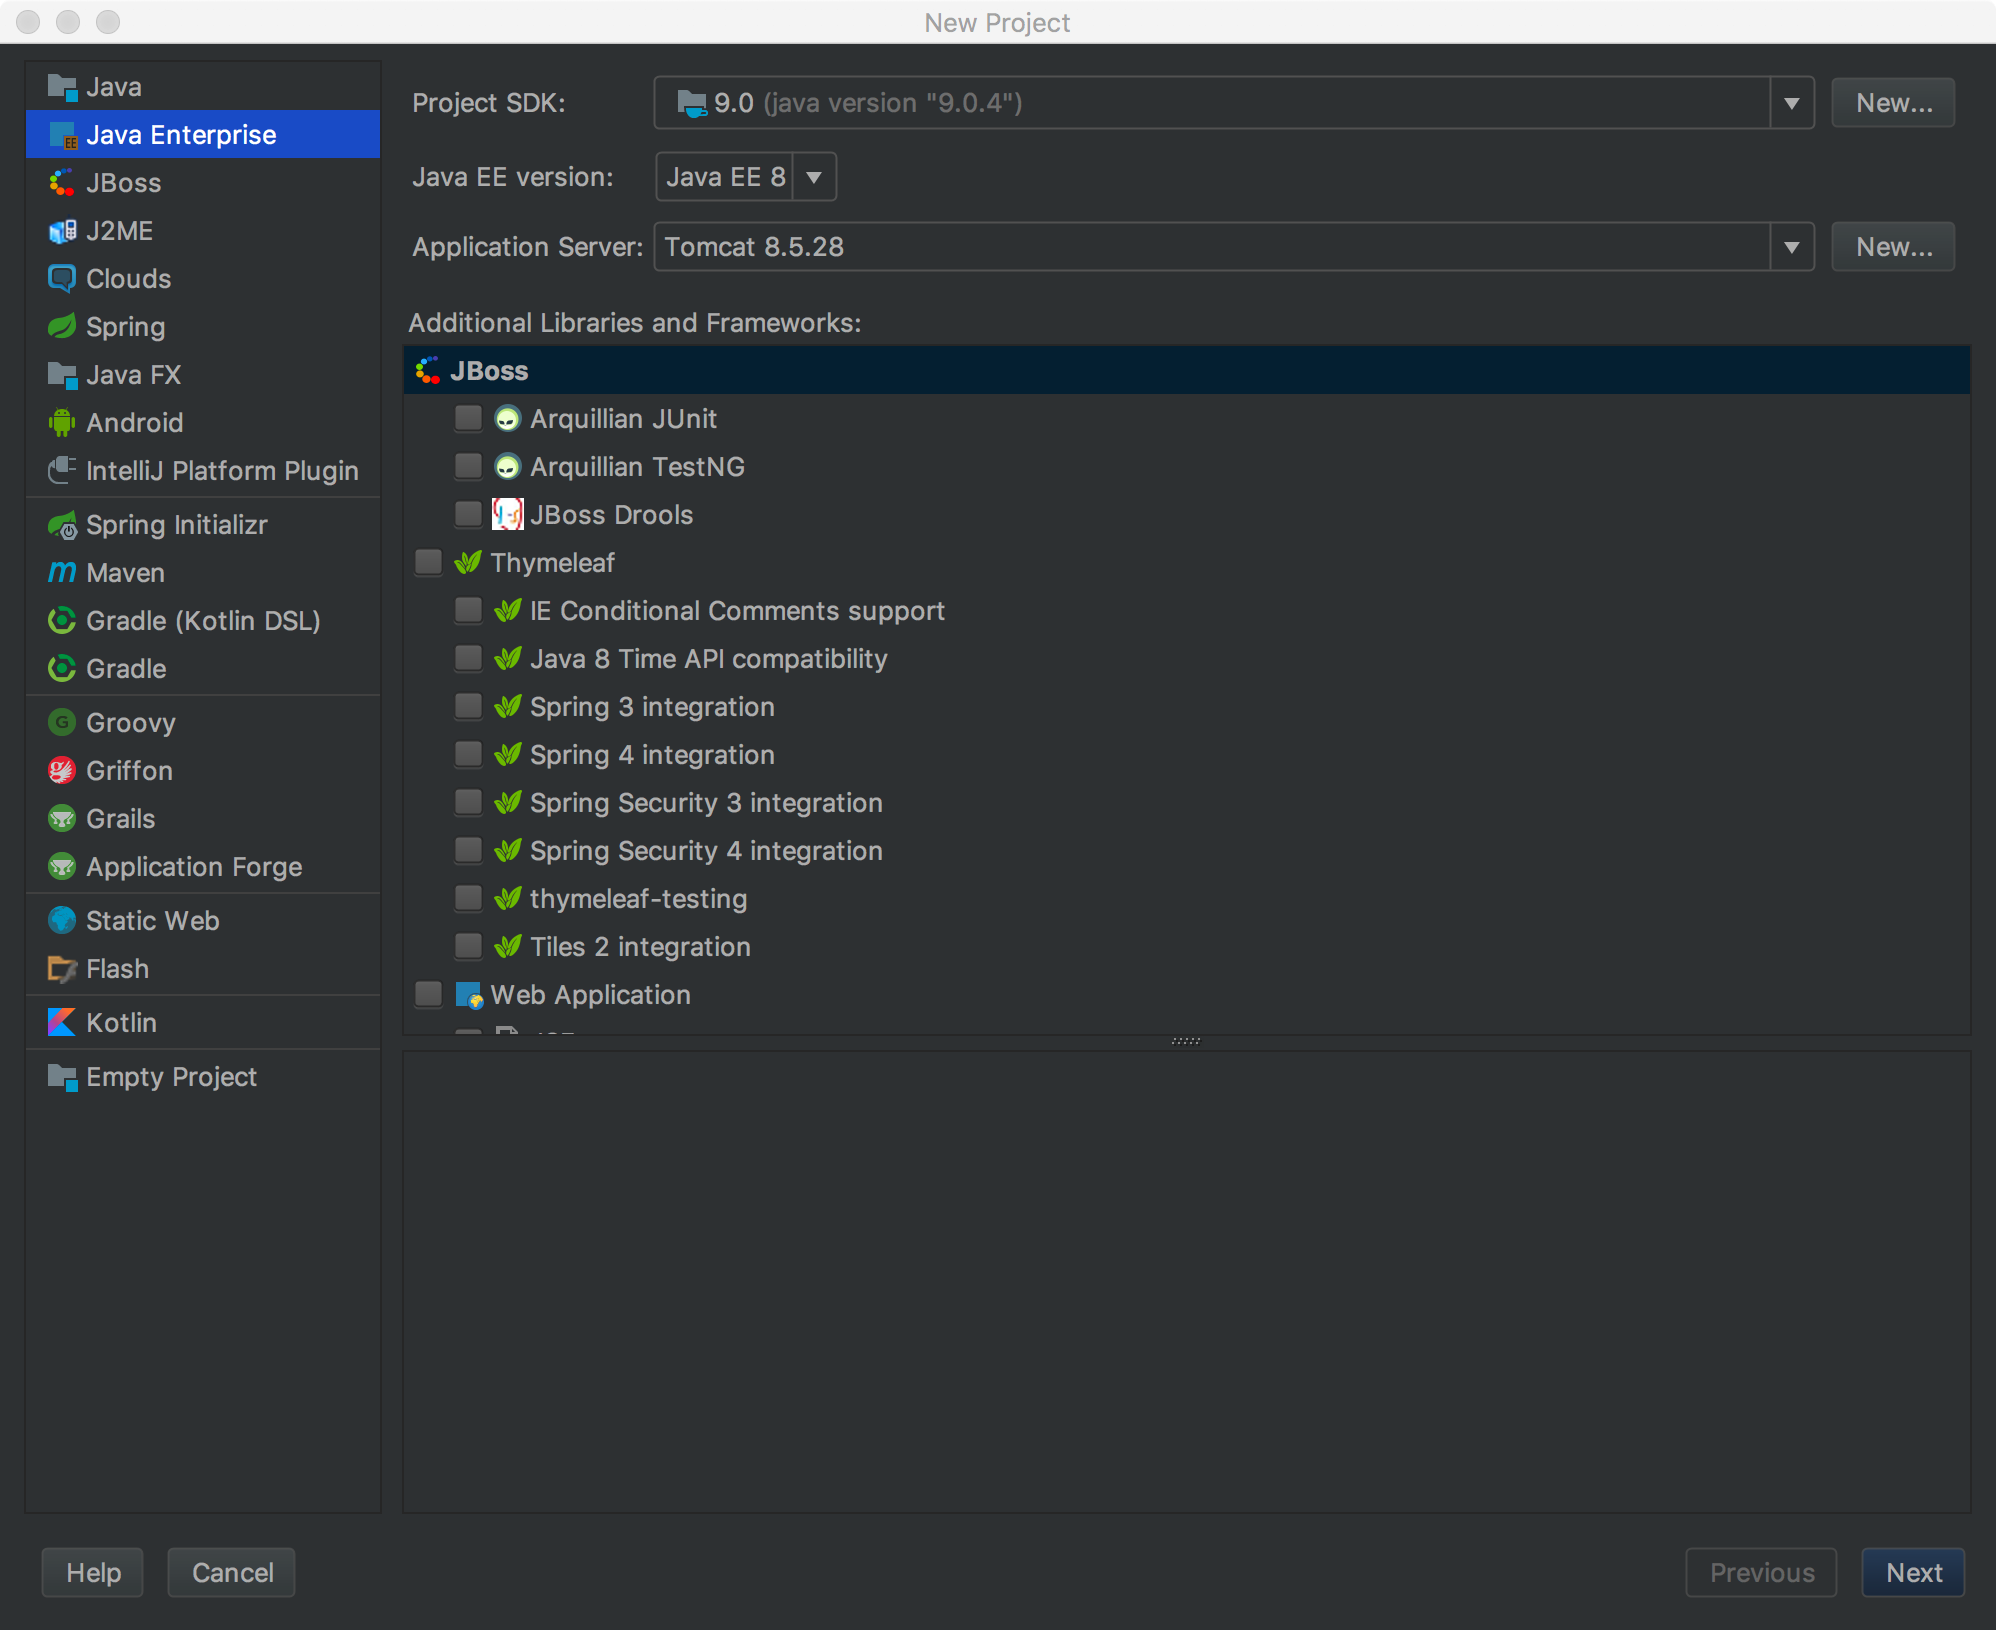 New Project
Java
Java Enterprise
JBoss
J2ME
Clouds
Spring
Java FX
Android
IntelliJ Platform Plugin
Spring Initializr
Maven
Gradle (Kotlin DSL)
Gradle
Groovy
Griffon
Grails
Application Forge
Static Web
Flash
Kotlin
Empty Project
Project SDK: 9.0 (java version "9.0.4") New...
Java EE version: Java EE 8
Application Server: Tomcat 8.5.28 New...
Additional Libraries and Frameworks:
JBoss
Arquillian JUnit
Arquillian TestNG
JBoss Drools
Thymeleaf
IE Conditional Comments support
Java 8 Time API compatibility
Spring 3 integration
Spring 4 integration
Spring Security 3 integration
Spring Security 4 integration
thymeleaf-testing
Tiles 2 integration
Web Application
Help Cancel Previous Next